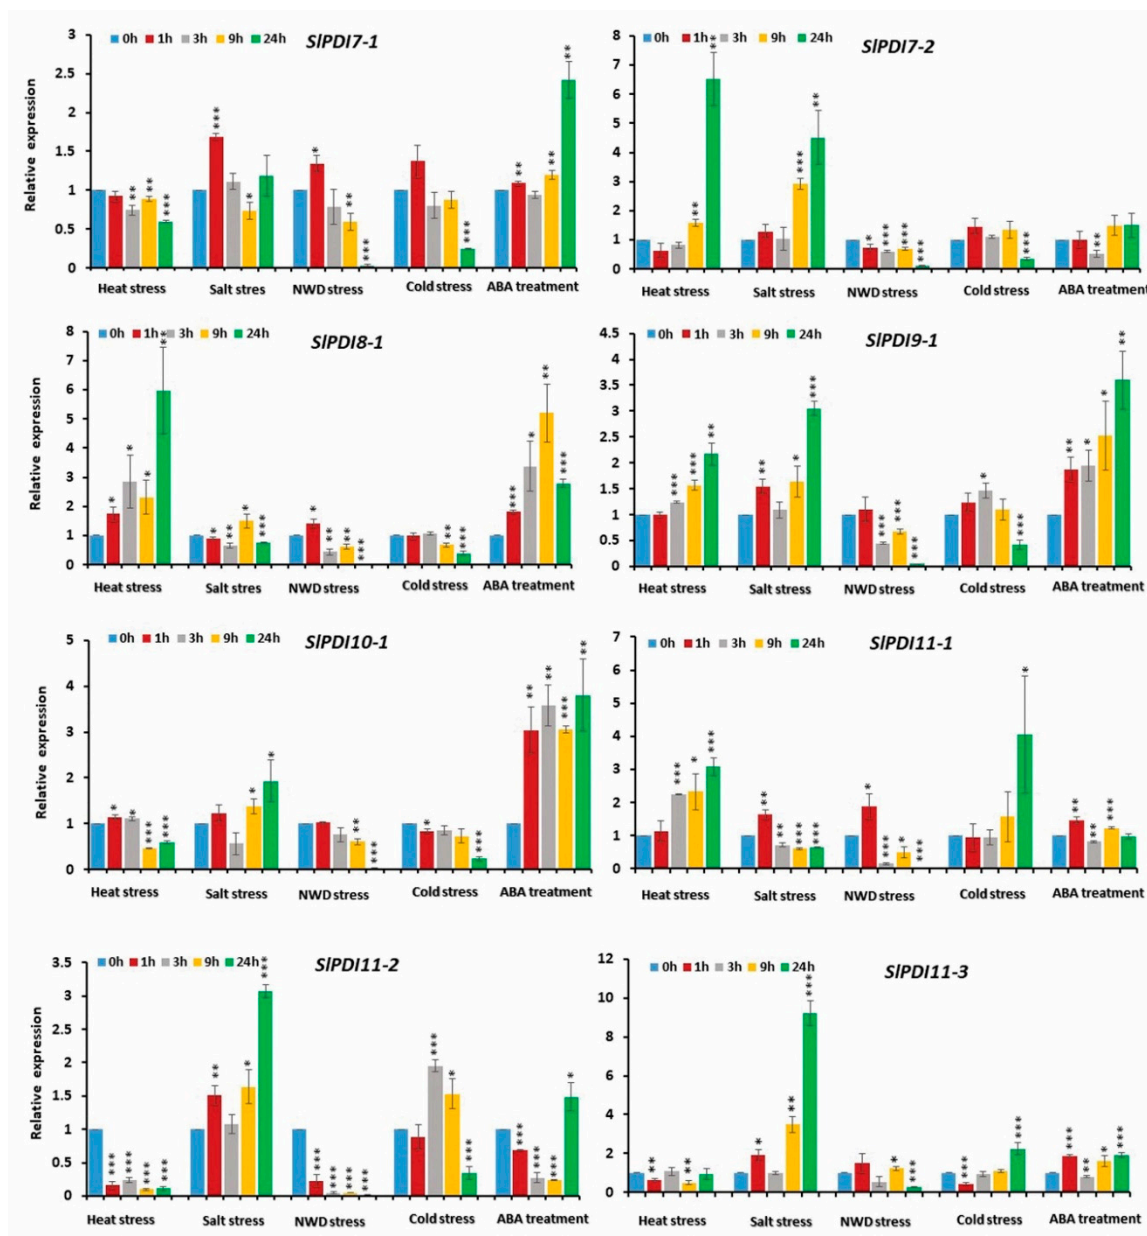 0h 1h 3h 9h 24h
SlPDI7-1
Relative expression
3
2.5
2
1.5
1
0.5
0
Heat stress Salt stres NWD stress Cold stress ABA treatment
0h 1h 3h 9h 24h
SlPDI7-2
8
7
6
5
4
3
2
1
0
Heat stress Salt stress NWD stress Cold stress ABA treatment
0h 1h 3h 9h 24h
SlPDI8-1
Relative expression
8
7
6
5
4
3
2
1
0
Heat stress Salt stres NWD stress Cold stress ABA treatment
0h 1h 3h 9h 24h
SlPDI9-1
4.5
4
3.5
3
2.5
2
1.5
1
0.5
0
Heat stress Salt stress NWD stress Cold stress ABA treatment
0h 1h 3h 9h 24h
SlPDI10-1
Relative expression
5
4
3
2
1
0
Heat stress Salt stress NWD stress Cold stress ABA treatment
0h 1h 3h 9h 24h
SlPDI11-1
7
6
5
4
3
2
1
0
Heat stress Salt stress NWD stress Cold stress ABA treatment
0h 1h 3h 9h 24h
SlPDI11-2
Relative expression
3.5
3
2.5
2
1.5
1
0.5
0
Heat stress Salt stress NWD stress Cold stress ABA treatment
0h 1h 3h 9h 24h
SlPDI11-3
12
10
8
6
4
2
0
Heat stress Salt stress NWD stress Cold stress ABA treatment